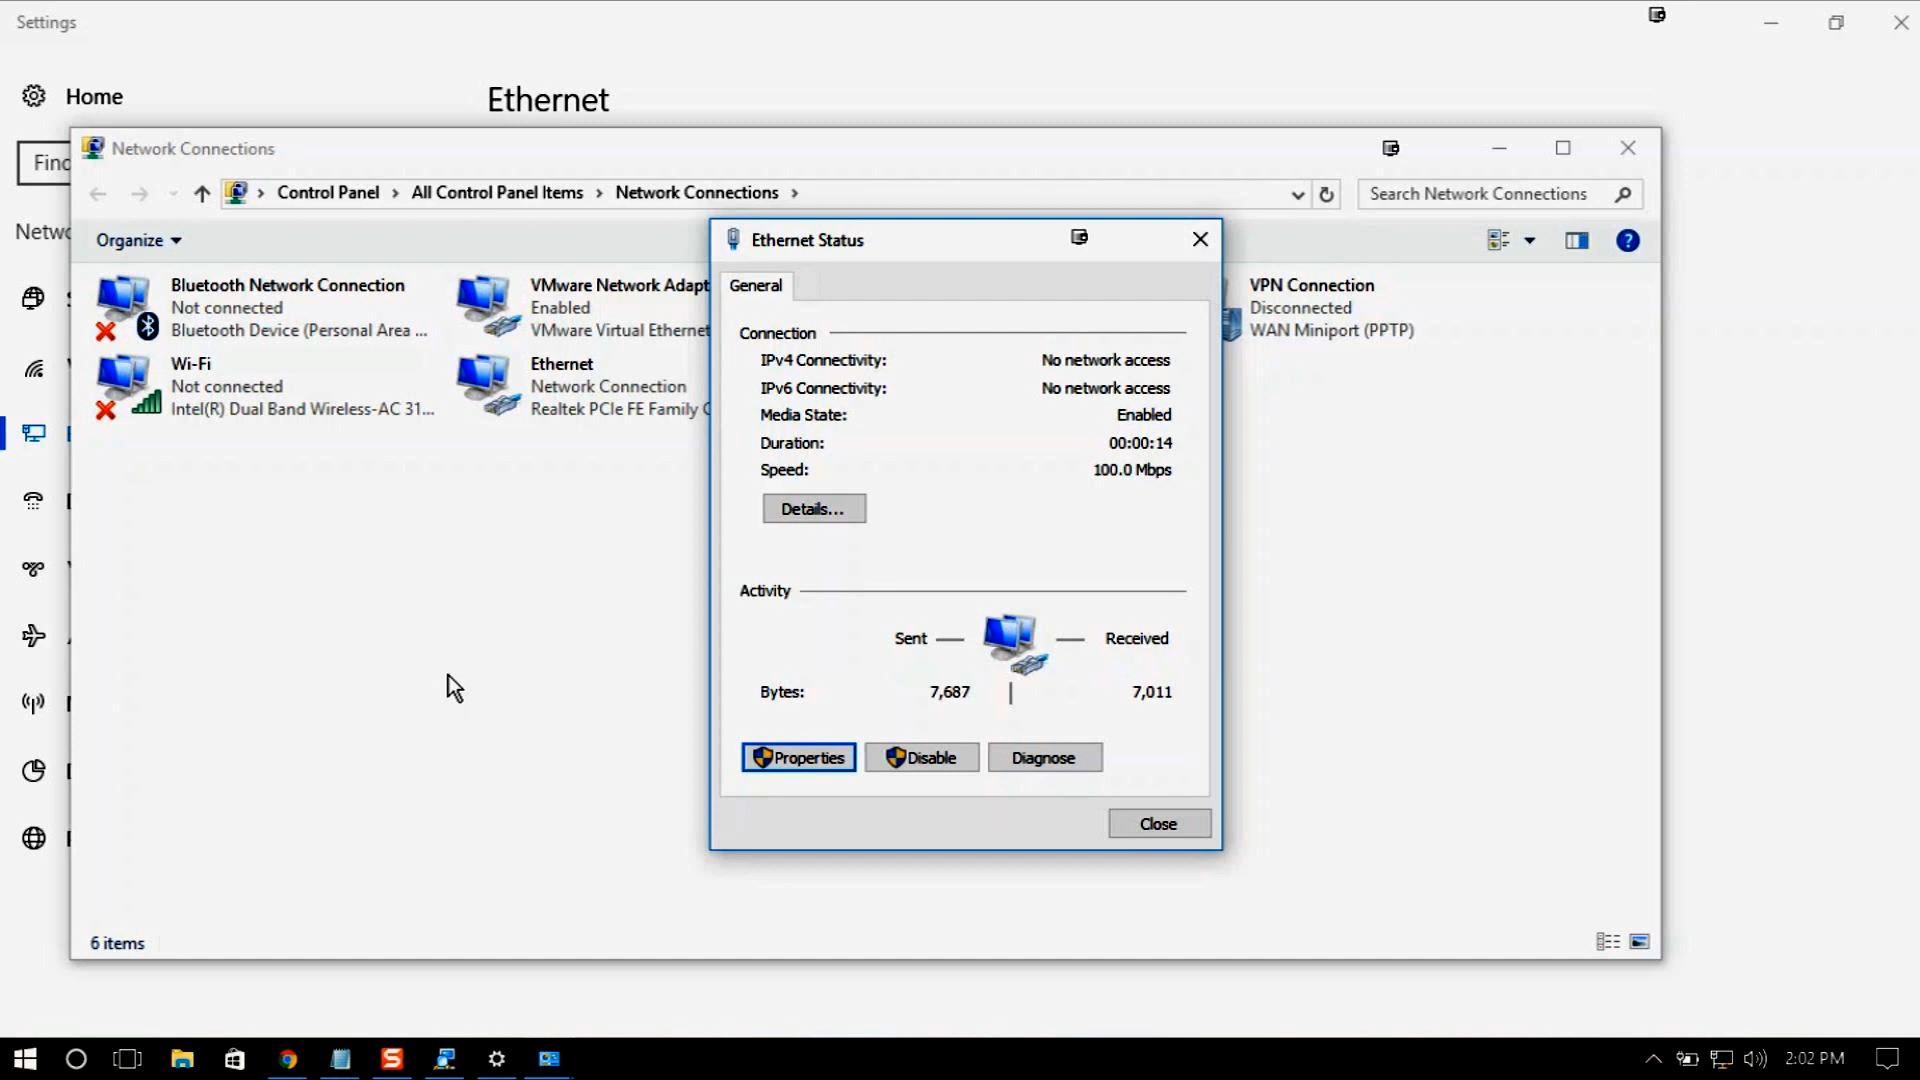 Settings
Home
Ethernet
Find
Network Connections
Control Panel > All Control Panel Items > Network Connections >
Search Network Connections
Netwo
Organize
Ethernet Status
General
Bluetooth Network Connection
Not connected
Bluetooth Device (Personal Area ...
VMware Network Adapt
Enabled
VMware Virtual Ethernet
VPN Connection
Disconnected
WAN Miniport (PPTP)
Wi-Fi
Not connected
Intel(R) Dual Band Wireless-AC 31...
Ethernet
Network Connection
Realtek PCIe FE Family
Connection
IPv4 Connectivity: No network access
IPv6 Connectivity: No network access
Media State: Enabled
Duration: 00:00:14
Speed: 100.0 Mbps
Details...
Activity
Sent
Received
Bytes: 7,687 | 7,011
Properties
Disable
Diagnose
Close
6 items
2:02 PM